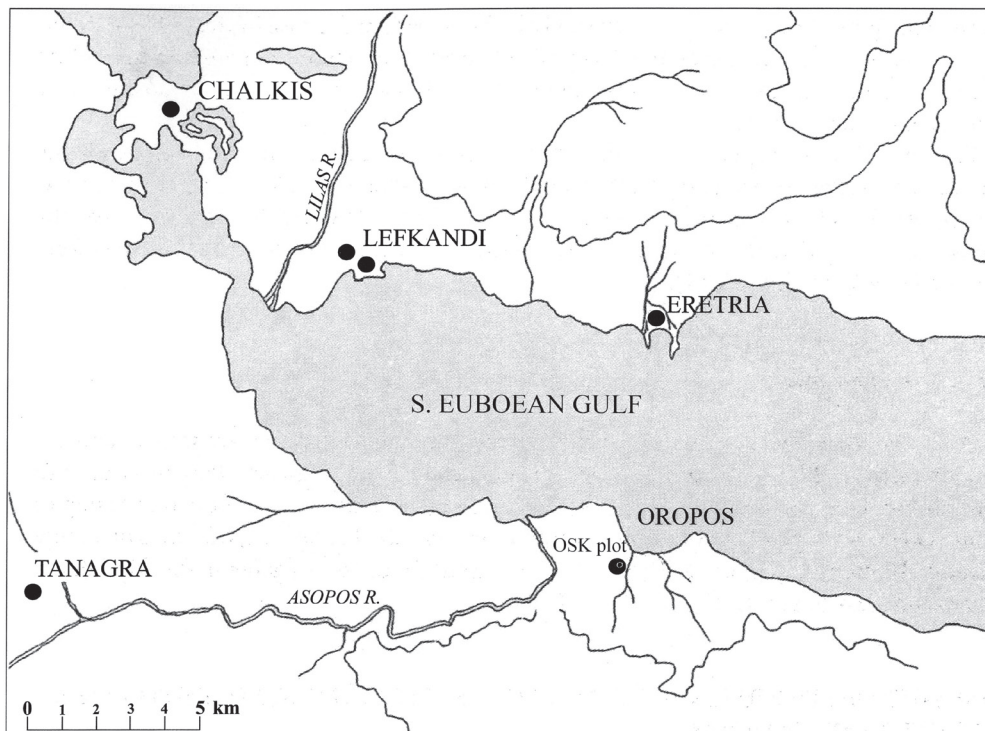 CHALKIS
LILAS R.
LEFKANDI
ERETRIA
S. EUBOEAN GULF
OROPOS
OSK plot
TANAGRA
ASOPOS R.
0 1 2 3 4 5 km